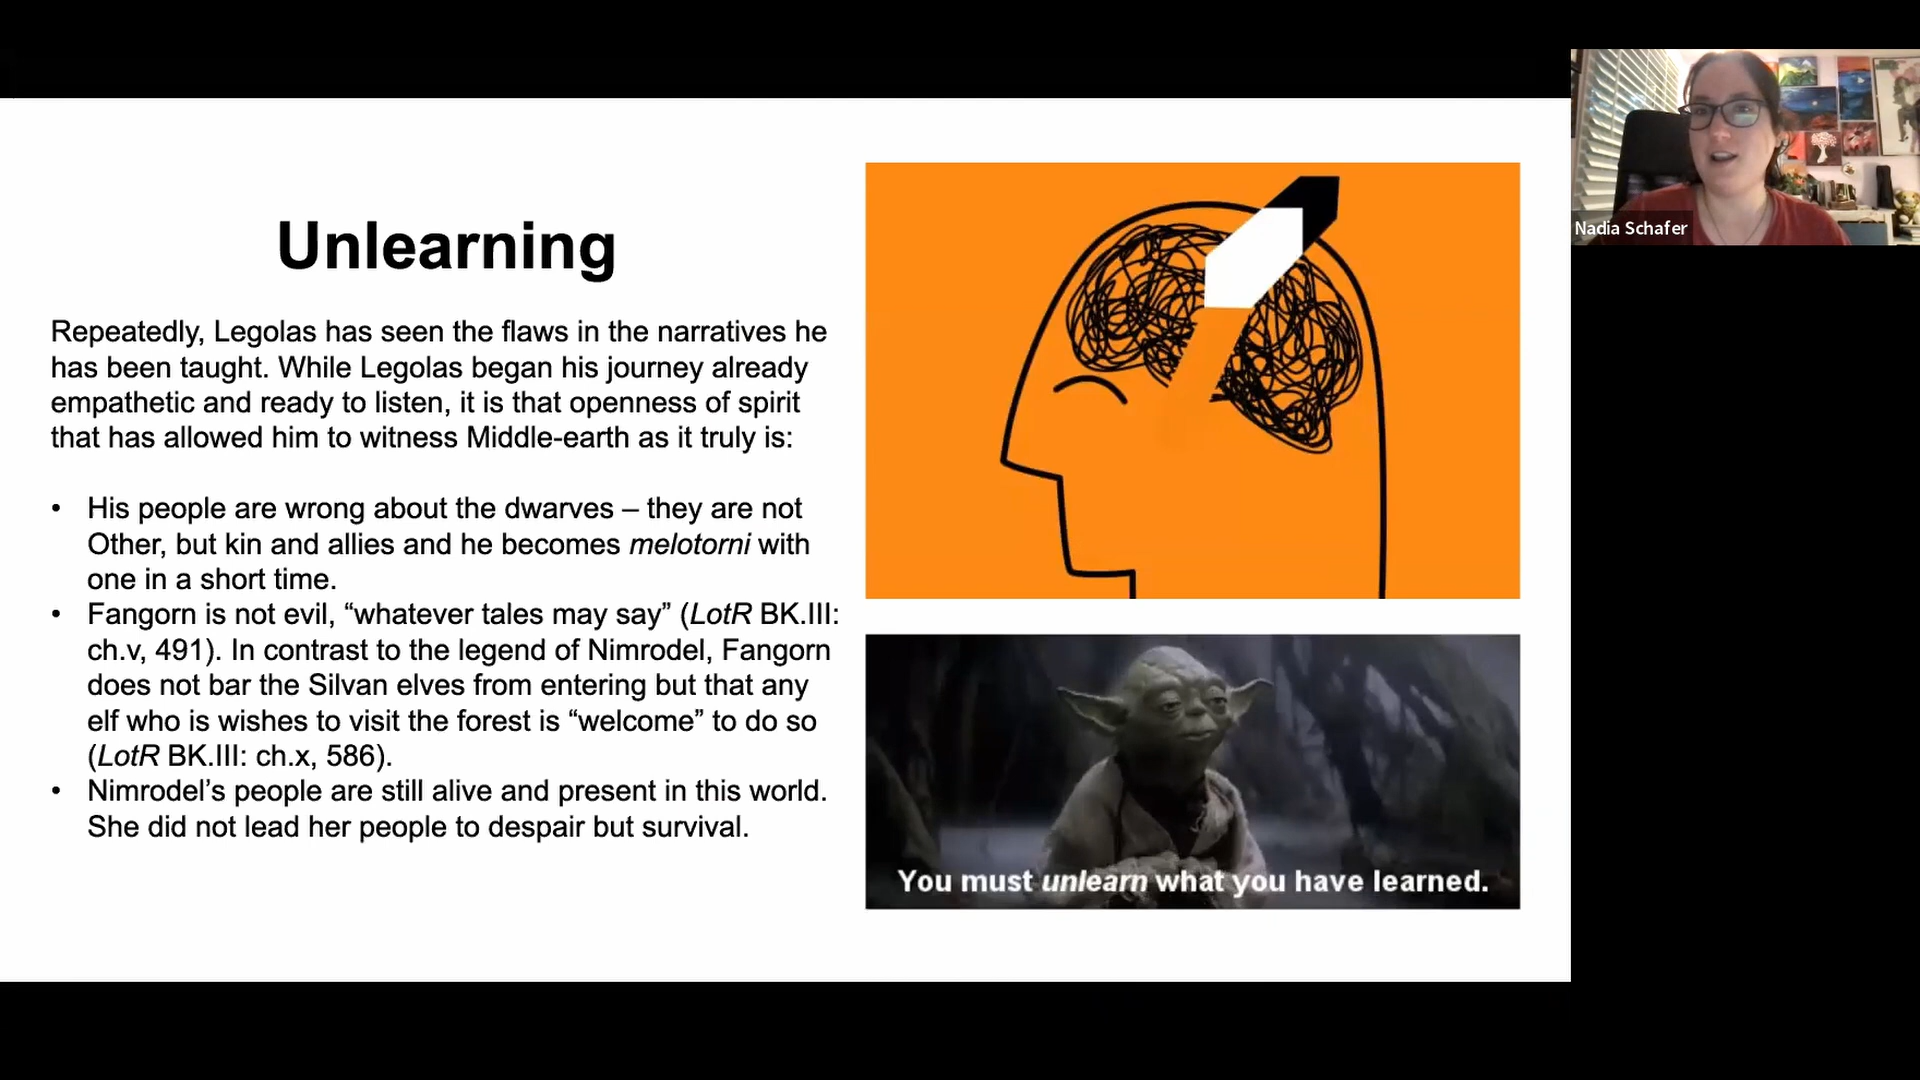 Unlearning
Repeatedly, Legolas has seen the flaws in the narratives he
has been taught. While Legolas began his journey already
empathetic and ready to listen, it is that openness of spirit
that has allowed him to witness Middle-earth as it truly is:
• His people are wrong about the dwarves – they are not
Other, but kin and allies and he becomes melotorni with
one in a short time.
• Fangorn is not evil, “whatever tales may say” (LotR BK.III:
ch.v, 491). In contrast to the legend of Nimrodel, Fangorn
does not bar the Silvan elves from entering but that any
elf who is wishes to visit the forest is “welcome” to do so
(LotR BK.III: ch.x, 586).
• Nimrodel’s people are still alive and present in this world.
She did not lead her people to despair but survival.
You must unlearn what you have learned.
Nadia Schafer